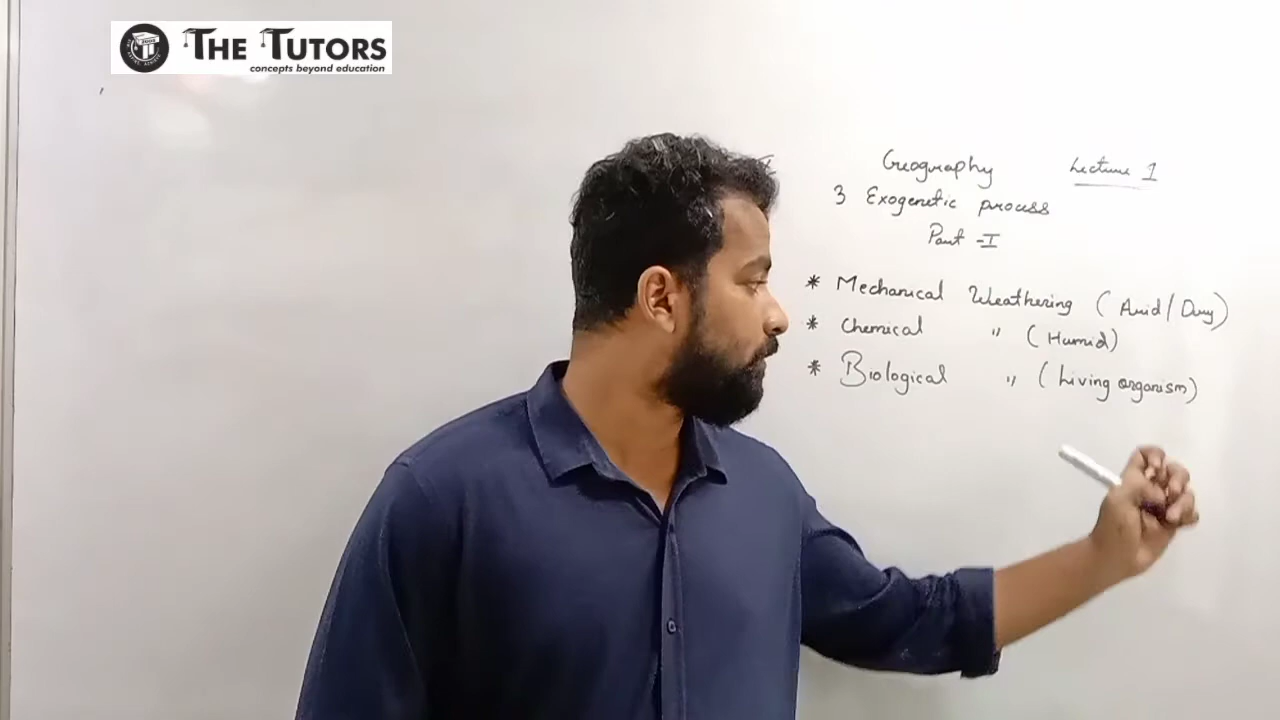 THE TUTORS
concepts beyond education
Geography Lecture 1
3 Exogenetic process
Part - I
* Mechanical Weathering (Arid/Dry)
* Chemical " (Humid)
* Biological " (Living organism)